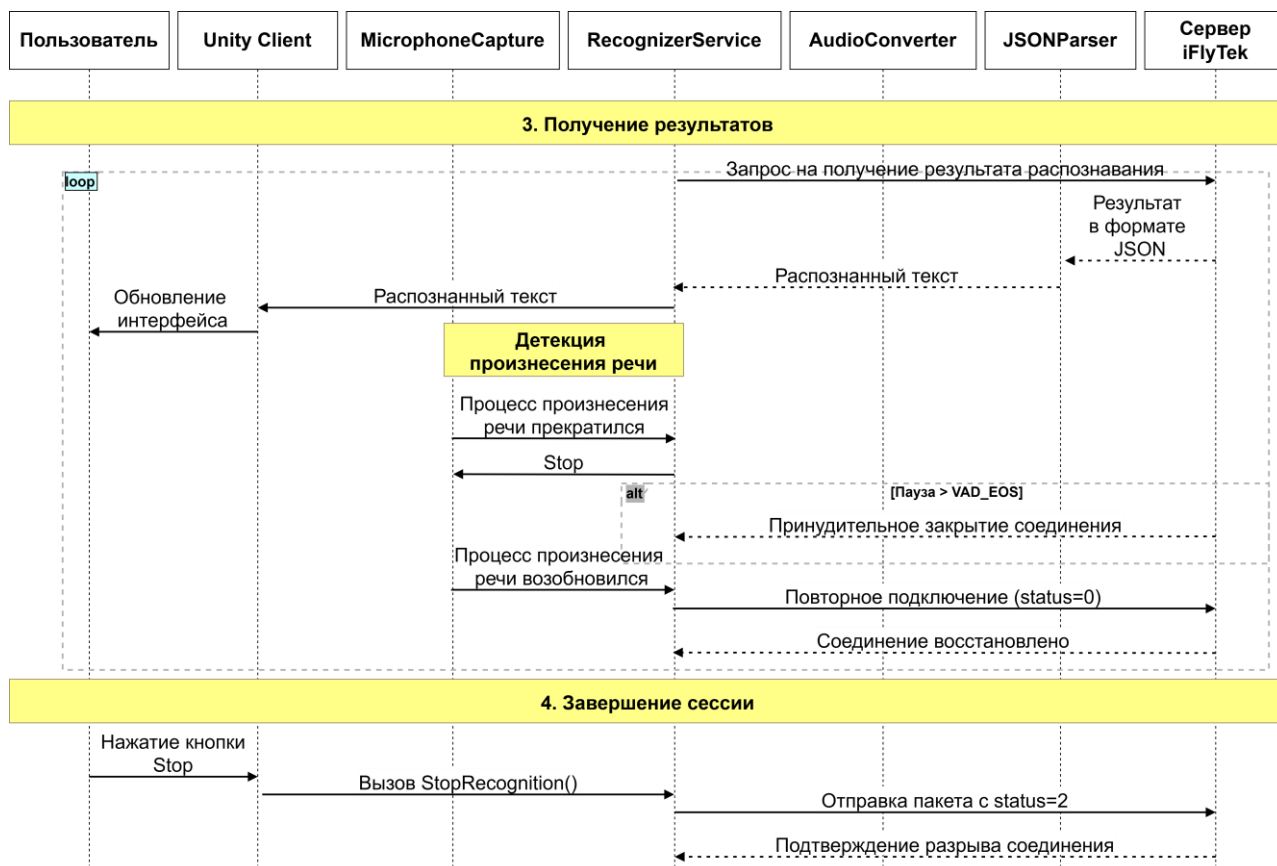 Пользователь
Unity Client
MicrophoneCapture
RecognizerService
AudioConverter
JSONParser
Сервер
iFlyTek
3. Получение результатов
loop
Запрос на получение результата распознавания
Результат
в формате
JSON
Распознанный текст
Распознанный текст
Обновление
интерфейса
Детекция
произнесения речи
Процесс произнесения
речи прекратился
Stop
alt
[Пауза > VAD_EOS]
Принудительное закрытие соединения
Процесс произнесения
речи возобновился
Повторное подключение (status=0)
Соединение восстановлено
4. Завершение сессии
Нажатие кнопки
Stop
Вызов StopRecognition()
Отправка пакета с status=2
Подтверждение разрыва соединения